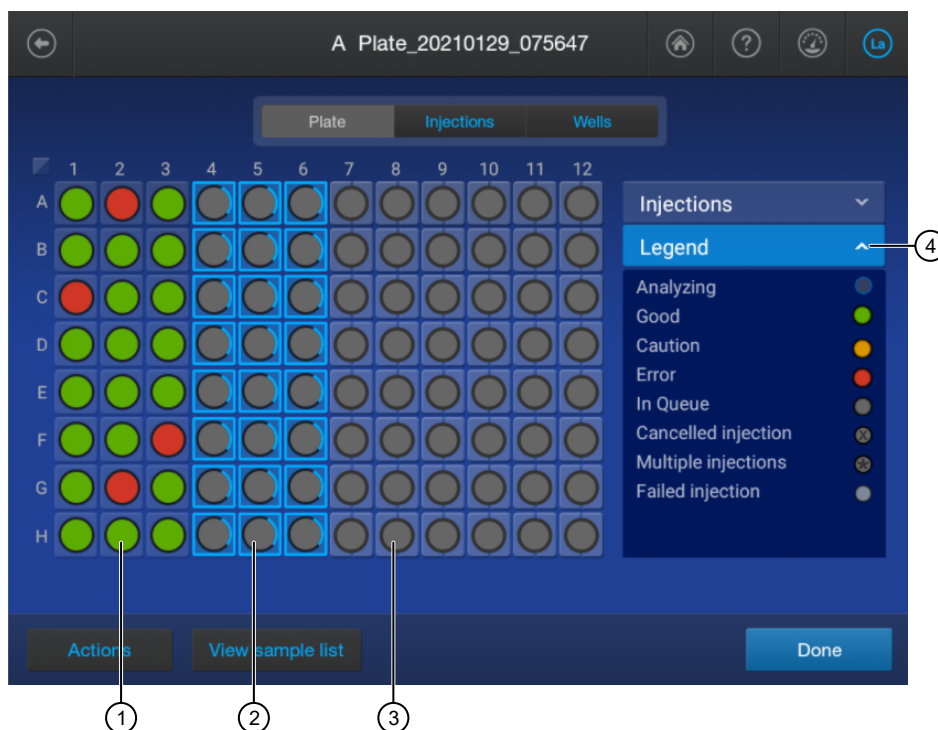 A Plate_20210129_075647
?
La
Plate Injections Wells
1 2 3 4 5 6 7 8 9 10 11 12
A
B
C
D
E
F
G
H
Injections
Legend
4
Analyzing
Good
Caution
Error
In Queue
Cancelled injection
Multiple injections
Failed injection
Actions View sample list Done
1 2 3